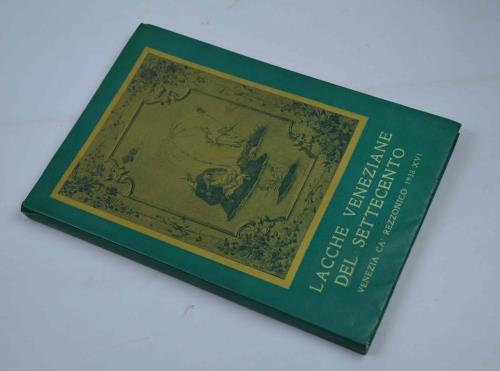 LACCHE VENEZIANE
DEL SETTECENTO
VENEZIA CA' REZZONICO 1938 XVI